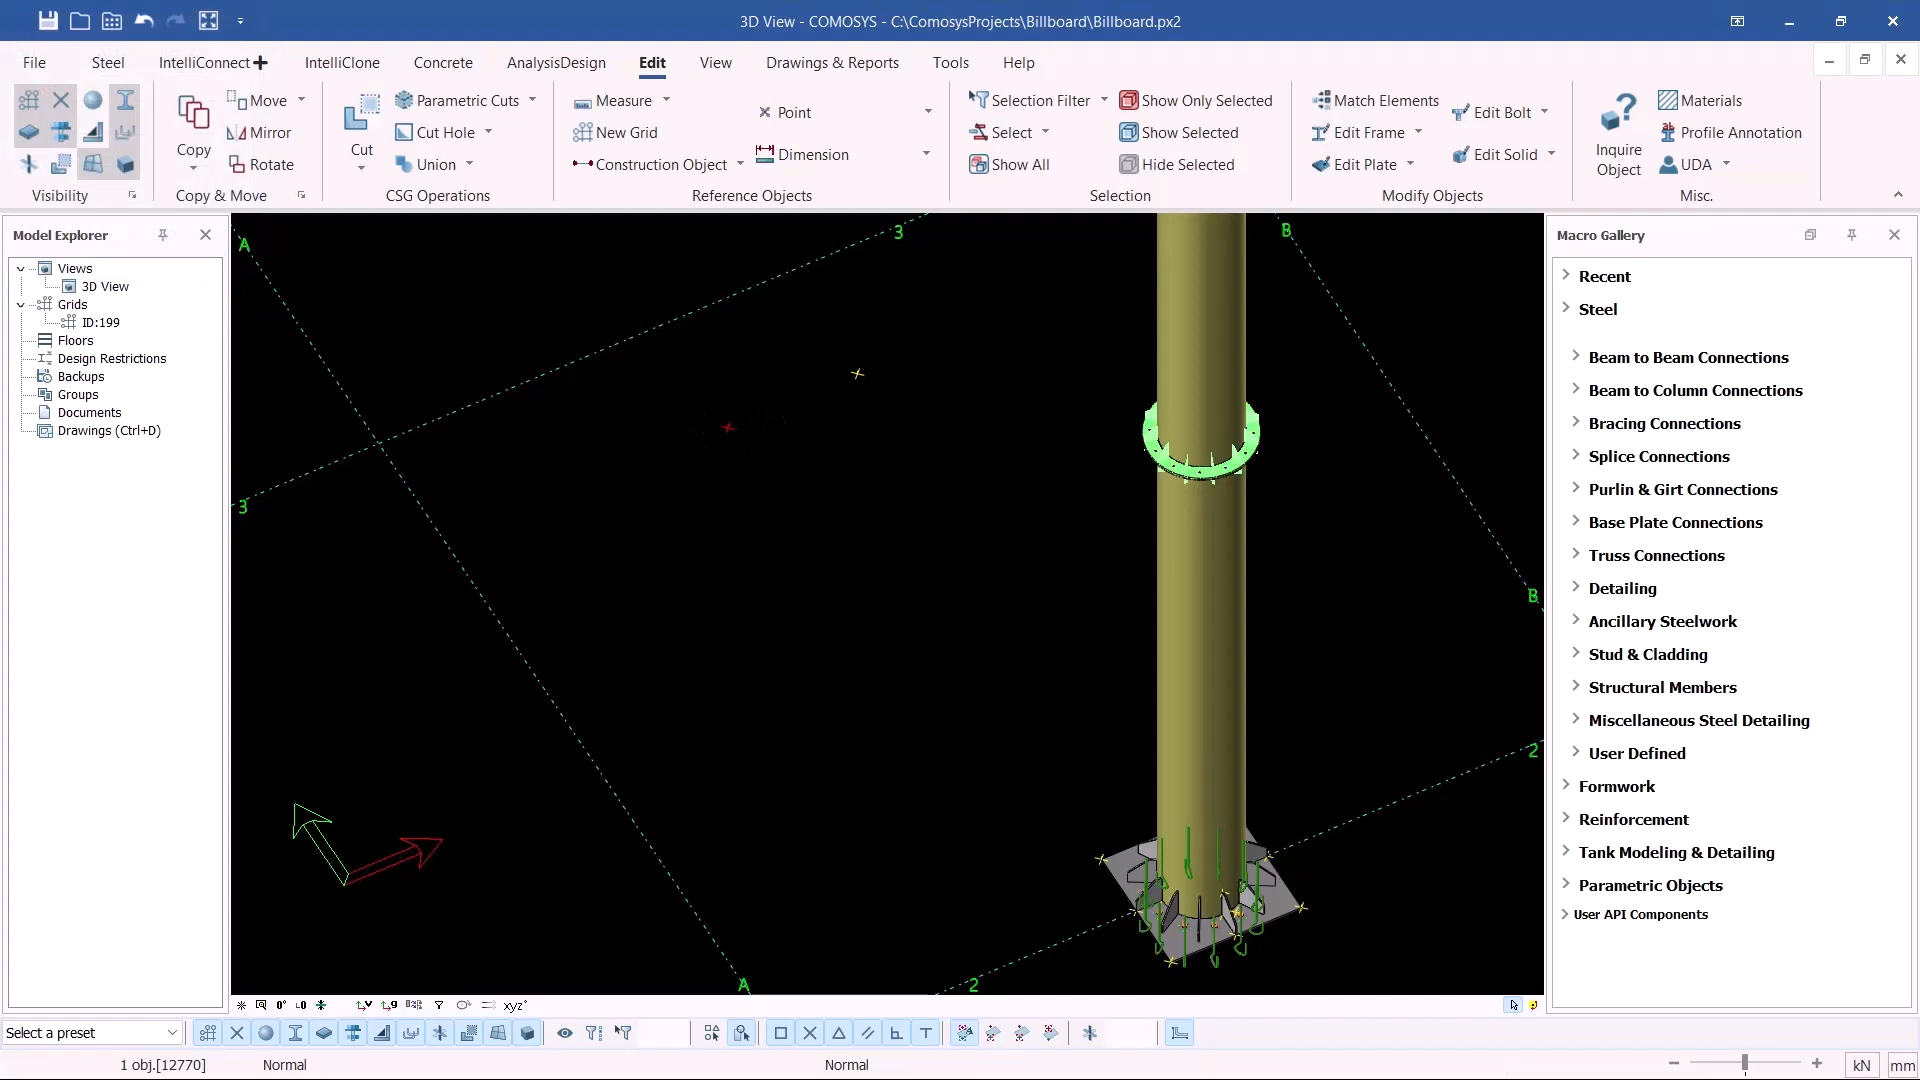 3D View - COMOSYS - C:\ComosysProjects\Billboard\Billboard.px2
File Steel IntelliConnect IntelliClone Concrete AnalysisDesign Edit View Drawings & Reports Tools Help
Move Parametric Cuts Measure Point Selection Filter Show Only Selected Match Elements Edit Bolt Materials
Copy Mirror Cut Cut Hole New Grid Select Show Selected Edit Frame Inquire Object Profile Annotation
Rotate Union Construction Object Dimension Show All Hide Selected Edit Plate Edit Solid UDA
Visibility Copy & Move CSG Operations Reference Objects Selection Modify Objects Misc.
Model Explorer
Views
3D View
Grids
ID:199
Floors
Design Restrictions
Backups
Groups
Documents
Drawings (Ctrl+D)
A 3 B
3
B
2
A 2
Macro Gallery
Recent
Steel
Beam to Beam Connections
Beam to Column Connections
Bracing Connections
Splice Connections
Purlin & Girt Connections
Base Plate Connections
Truss Connections
Detailing
Ancillary Steelwork
Stud & Cladding
Structural Members
Miscellaneous Steel Detailing
User Defined
Formwork
Reinforcement
Tank Modeling & Detailing
Parametric Objects
User API Components
xyz
Select a preset
1 obj.[12770] Normal Normal kN mm